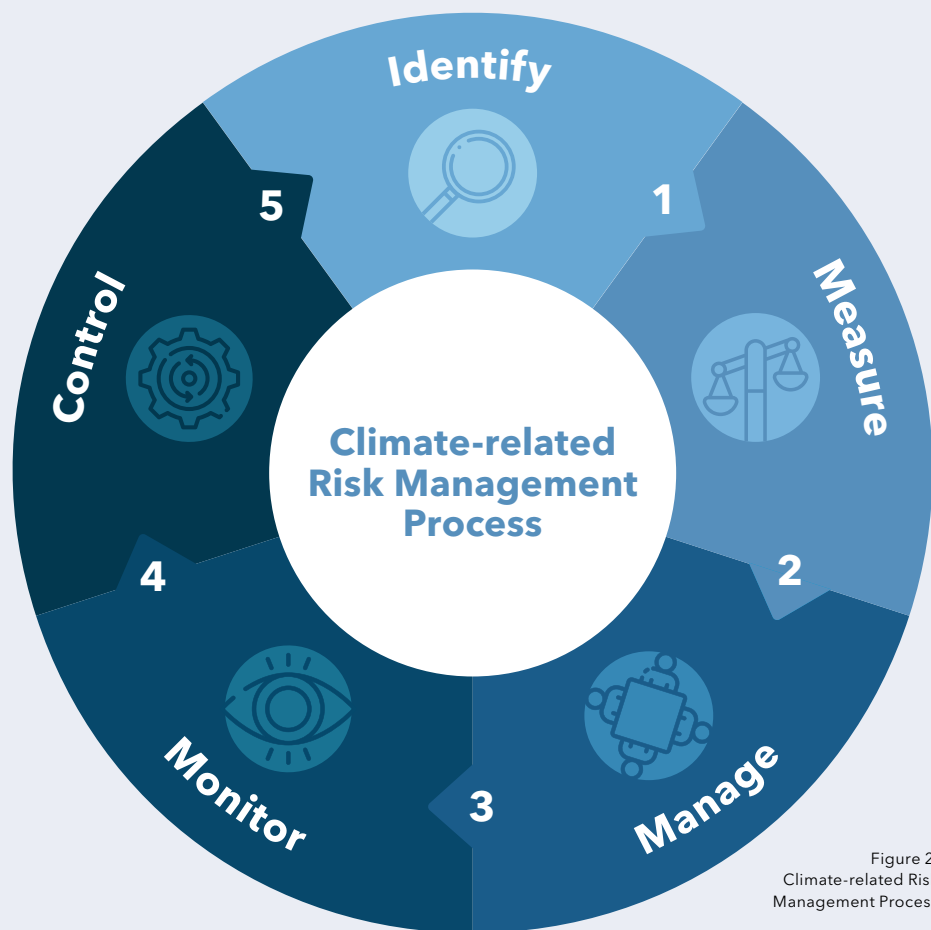 Identify
1
Measure
2
Manage
3
Monitor
4
Control
5
Climate-related
Risk Management
Process
Figure 2
Climate-related Ris
Management Proces